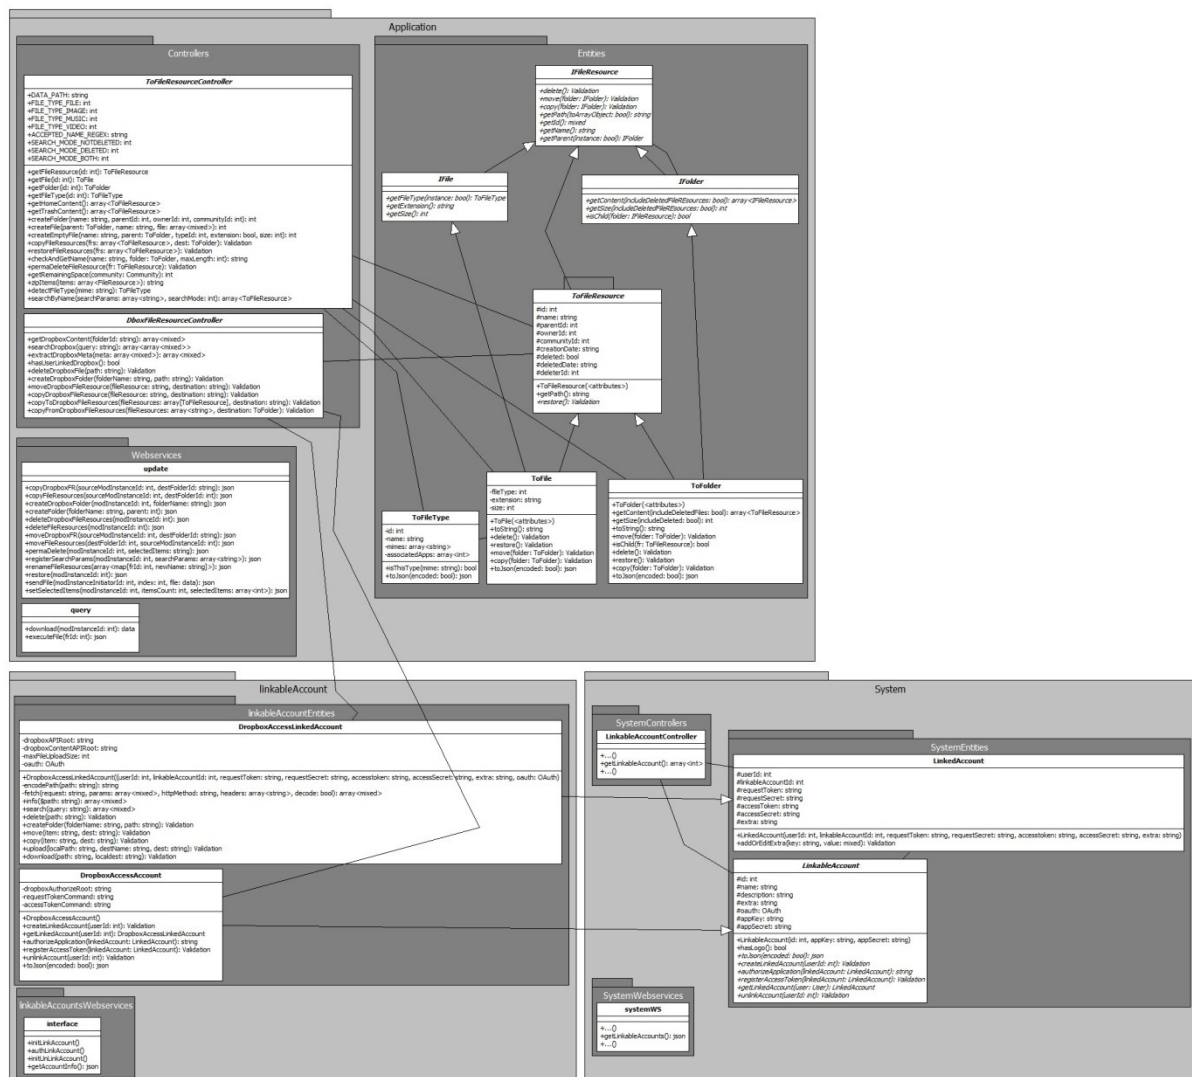 Application
Controllers
ToFileResourceController
+DATA_PATH: string
+FILE_TYPE_FILE: int
+FILE_TYPE_IMAGE: int
+FILE_TYPE_MUSIC: int
+FILE_TYPE_VIDEO: int
+ACCEPTED_NAME_REGEX: string
+SEARCH_MODE_NOTDELETED: int
+SEARCH_MODE_DELETED: int
+SEARCH_MODE_BOTH: int
+getFileResource(id: int): ToFileResource
+getFile(id: int): ToFile
+getFolder(id: int): ToFolder
+getFileType(id: int): ToFileType
+getHomeContent(): array<ToFileResource>
+getTrashContent(): array<ToFileResource>
+createFolder(name: string, parentId: int, ownerId: int, communityId: int): int
+createFile(parent: ToFolder, name: string, file: array<mixed>): int
+createEmptyFile(name: string, parent: ToFolder, typeId: int, extension: bool, size: int): int
+copyFileResources(frs: array<ToFileResource>, dest: ToFolder): Validation
+restoreFileResources(frs: array<ToFileResource>): Validation
+checkAndGetName(name: string, folder: ToFolder, maxLength: int): string
+permaDeleteFileResource(fr: ToFileResource): Validation
+getRemainingSpace(community: Community): int
+zipItems(items: array<FileResource>): string
+detectFileType(mime: string): ToFileType
+searchByName(searchParams: array<string>, searchMode: int): array<ToFileResource>
DboxFileResourceController
+getDropboxContent(folderId: string): array<mixed>
+searchDropbox(query: string): array<array<mixed>>
+extractDropboxMeta(meta: array<mixed>): array<mixed>
+hasUserLinkedDropbox(): bool
+deleteDropboxFile(path: string): Validation
+createDropboxFolder(folderName: string, path: string): Validation
+moveDropboxFileResource(fileResource: string, destination: string): Validation
+copyDropboxFileResource(fileResource: string, destination: string): Validation
+copyToDropboxFileResources(fileResources: array[ToFileResource], destination: string): Validation
+copyFromDropboxFileResources(fileResources: array<string>, destination: ToFolder): Validation
Webservices
update
+copyDropboxFR(sourceModInstanceId: int, destFolderId: string): json
+copyFileResources(sourceModInstanceId: int, destFolderId: int): json
+createDropboxFolder(modInstanceId: int, folderName: string): json
+createFolder(folderName: string, parent: int): json
+deleteDropboxFileResources(modInstanceId: int): json
+deleteFileResources(modInstanceId: int): json
+moveDropboxFR(sourceModInstanceId: int, destFolderId: string): json
+moveFileResources(destFolderId: int, sourceModInstanceId: int): json
+permaDelete(modInstanceId: int, selectedItems: string): json
+registerSearchParams(modInstanceId: int, searchParams: array<string>): json
+renameFileResources(array<map[frId: int, newName: string]>): json
+restore(modInstanceId: int): json
+sendFile(modInstanceInitiatorId: int, index: int, file: data): json
+setSelectedItems(modInstanceId: int, itemsCount: int, selectedItems: array<int>): json
query
+download(modInstanceId: int): data
+executeFile(frId: int): json
Entities
IFileResource
+delete(): Validation
+move(folder: IFolder): Validation
+copy(folder: IFolder): Validation
+getPath(toArrayObject: bool): string
+getId(): mixed
+getName(): string
+getParent(instance: bool): IFolder
IFile
+getFileType(instance: bool): ToFileType
+getExtension(): string
+getSize(): int
IFolder
+getContent(includeDeletedFileREsources: bool): array<IFileResource>
+getSize(includeDeletedFileREsources: bool): int
+isChild(folder: IFileResource): bool
ToFileResource
#id: int
#name: string
#parentId: int
#ownerId: int
#communityId: int
#creationDate: string
#deleted: bool
#deletedDate: string
#deleterId: int
+ToFileResource(<attributes>)
+getPath(): string
+restore(): Validation
ToFileType
-id: int
-name: string
-mimes: array<string>
-associatedApps: array<int>
+isThisType(mime: string): bool
+toJson(encoded: bool): json
ToFile
-fileType: int
-extension: string
-size: int
+ToFile(<attributes>)
+toString(): string
+delete(): Validation
+restore(): Validation
+move(folder: ToFolder): Validation
+copy(folder: ToFolder): Validation
+toJson(encoded: bool): json
ToFolder
+ToFolder(<attributes>)
+getContent(includeDeletedFiles: bool): array<ToFileResource>
+getSize(includeDeleted: bool): int
+toString(): string
+move(folder: ToFolder): Validation
+isChild(fr: ToFileResource): bool
+delete(): Validation
+restore(): Validation
+copy(folder: ToFolder): Validation
+toJson(encoded: bool): json
linkableAccount
linkableAccountEntities
DropboxAccessLinkedAccount
-dropboxAPIRoot: string
-dropboxContentAPIRoot: string
-maxFileUploadSize: int
-oauth: OAuth
+DropboxAccessLinkedAccount((userId: int, linkableAccountId: int, requestToken: string, requestSecret: string, accesstoken: string, accessSecret: string, extra: string, oauth: OAuth)
-encodePath(path: string): string
-fetch(request: string, params: array<mixed>, httpMethod: string, headers: array<string>, decode: bool): array<mixed>
+info($path: string): array<mixed>
+search(query: string): array<mixed>
+delete(path: string): Validation
+createFolder(folderName: string, path: string): Validation
+move(item: string, dest: string): Validation
+copy(item: string, dest: string): Validation
+upload(localPath: string, destName: string, dest: string): Validation
+download(path: string, localdest: string): Validation
DropboxAccessAccount
-dropboxAuthorizeRoot: string
-requestTokenCommand: string
-accessTokenCommand: string
+DropboxAccessAccount()
+createLinkedAccount(userId: int): Validation
+getLinkedAccount(userId: int): DropboxAccessLinkedAccount
+authorizeApplication(linkedAccount: LinkedAccount): string
+registerAccessToken(linkedAccount: LinkedAccount): Validation
+unlinkAccount(userId: int): Validation
+toJson(encoded: bool): json
linkableAccountsWebservices
interface
+initLinkAccount()
+authLinkAccount()
+initUnLinkAccount()
+getAccountInfo(): json
System
SystemControllers
LinkableAccountController
+...()
+getLinkableAccount(): array<int>
+...()
SystemEntities
LinkedAccount
#userId: int
#linkableAccountId: int
#requestToken: string
#requestSecret: string
#accessToken: string
#accessSecret: string
#extra: string
+LinkedAccount(userId: int, linkableAccountId: int, requestToken: string, requestSecret: string, accesstoken: string, accessSecret: string, extra: string)
+addOrEditExtra(key: string, value: mixed): Validation
LinkableAccount
#id: int
#name: string
#description: string
#extra: string
#oauth: OAuth
#appKey: string
#appSecret: string
+LinkableAccount(id: int, appKey: string, appSecret: string)
+hasLogo(): bool
+toJson(encoded: bool): json
+createLinkedAccount(userId: int): Validation
+authorizeApplication(linkedAccount: LinkedAccount): string
+registerAccessToken(linkedAccount: LinkedAccount): Validation
+getLinkedAccount(user: User): LinkedAccount
+unlinkAccount(userId: int): Validation
SystemWebservices
systemWS
+...()
+getLinkableAccounts(): json
+...()